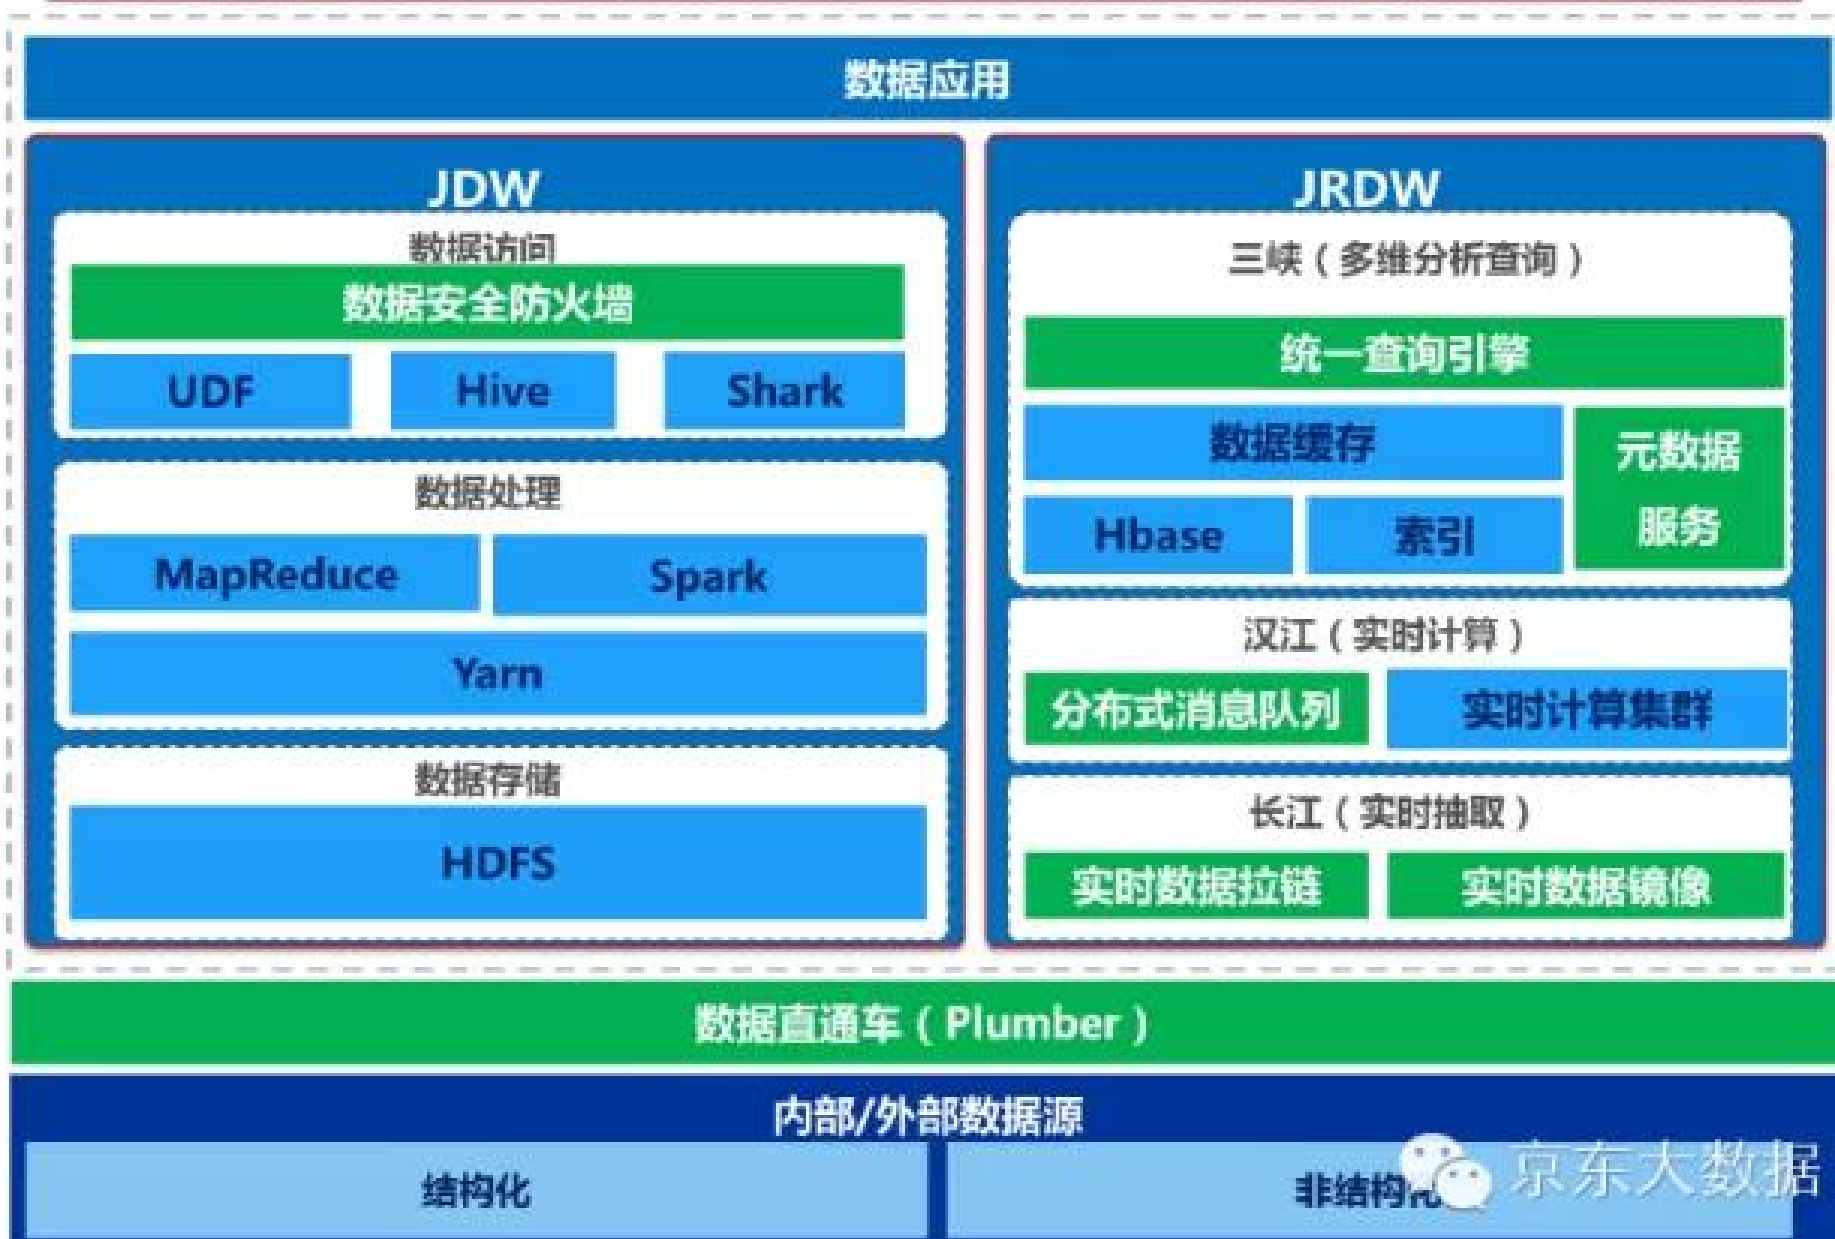 数据应用
JDW
数据访问
数据安全防火墙
UDF
Hive
Shark
数据处理
MapReduce
Spark
Yarn
数据存储
HDFS
JRDW
三峡（多维分析查询）
统一查询引擎
数据缓存
元数据
服务
Hbase
索引
汉江（实时计算）
分布式消息队列
实时计算集群
长江（实时抽取）
实时数据拉链
实时数据镜像
数据直通车（Plumber）
内部/外部数据源
结构化
非结构化
京东大数据